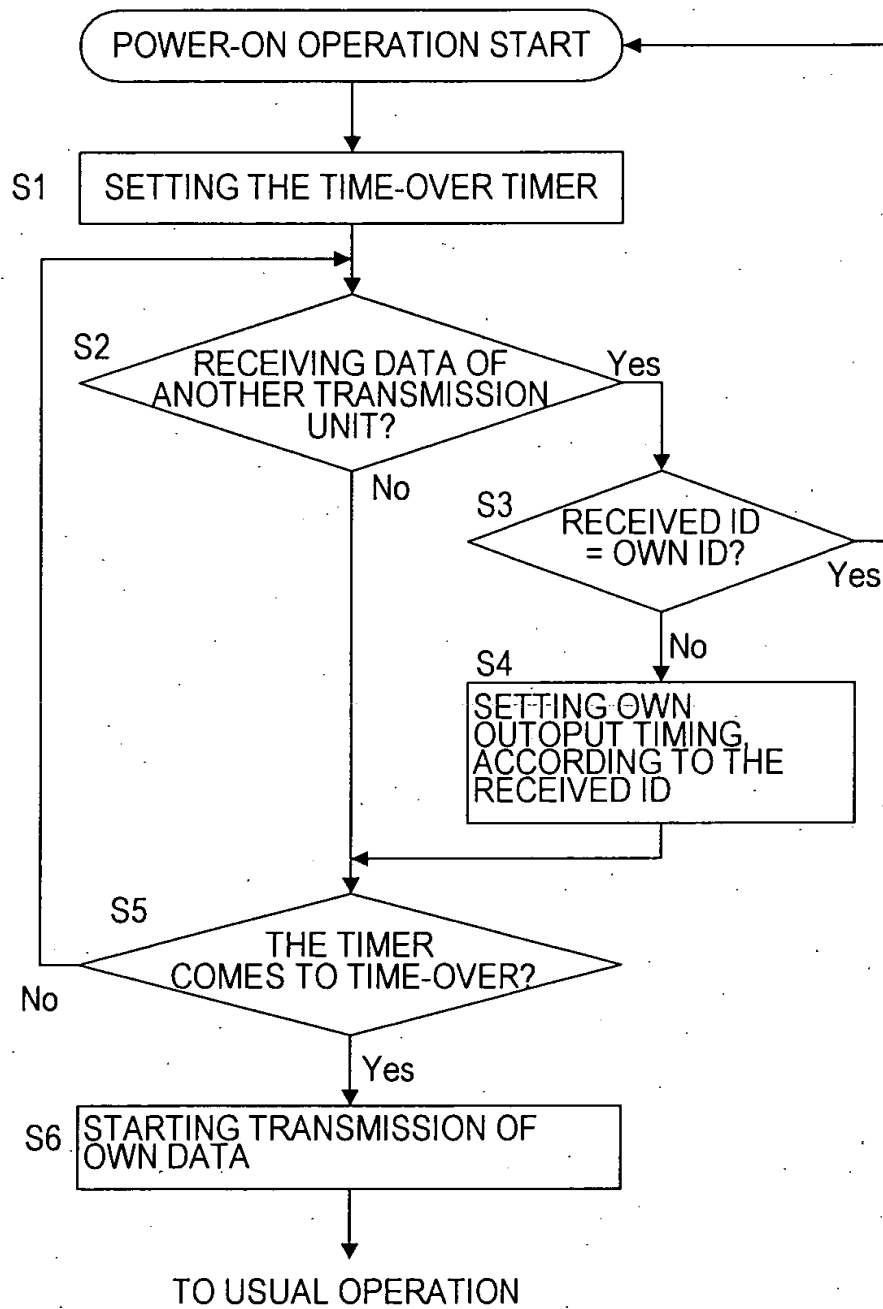 POWER-ON OPERATION START
S1
SETTING THE TIME-OVER TIMER
S2
RECEIVING DATA OF
ANOTHER TRANSMISSION
UNIT?
Yes
No
S3
RECEIVED ID
= OWN ID?
Yes
No
S4
SETTING OWN
OUTOPUT TIMING
ACCORDING TO THE
RECEIVED ID
S5
THE TIMER
COMES TO TIME-OVER?
No
Yes
S6
STARTING TRANSMISSION OF
OWN DATA
TO USUAL OPERATION